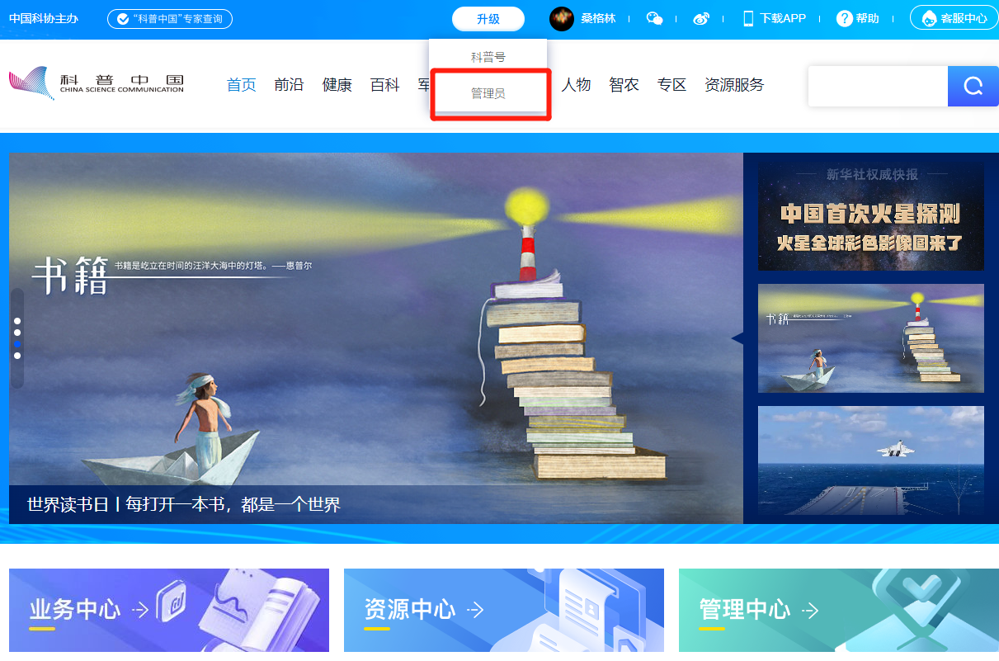 中国科协主办
“科普中国”专家查询
升级
桑格林
下载APP
帮助
客服中心
科普号
管理员
科普中国
CHINA SCIENCE COMMUNICATION
首页 前沿 健康 百科 军 人物 智农 专区 资源服务
书籍
书籍是屹立在时间的汪洋大海中的灯塔。——惠普尔
世界读书日丨每打开一本书，都是一个世界
新华社权威快报
中国首次火星探测
火星全球彩色影像图来了
书籍
业务中心
资源中心
管理中心